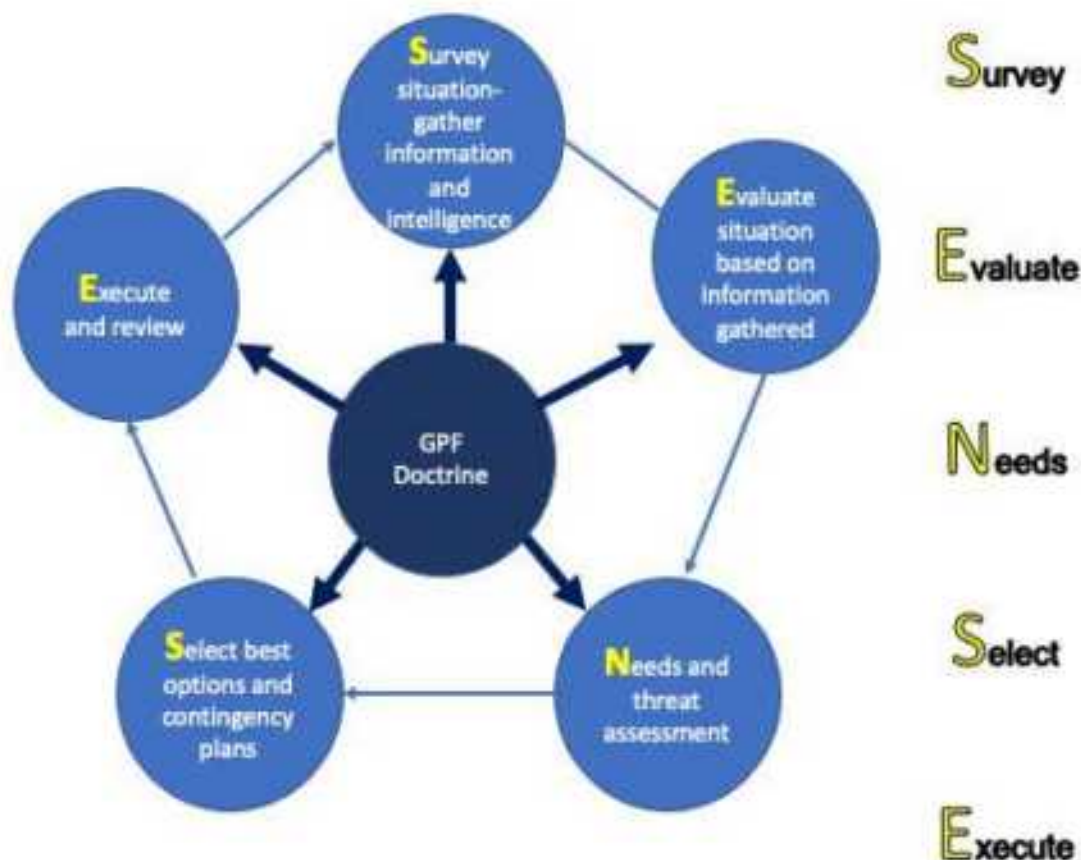 Survey
situation-
gather
information
and
intelligence
Evaluate
situation
based on
information
gathered
Needs and
threat
assessment
Select best
options and
contingency
plans
Execute
and review
GPF
Doctrine
Survey
Evaluate
Needs
Select
Execute